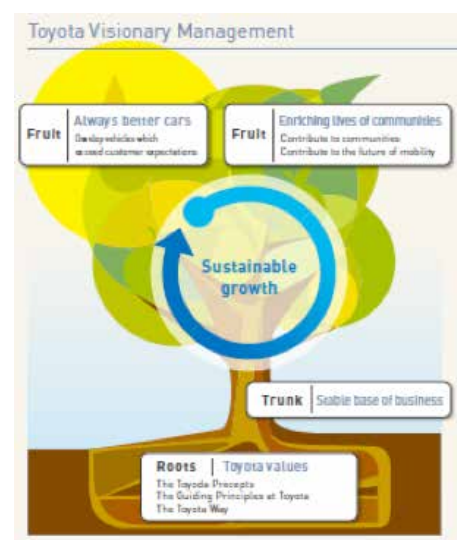 Toyota Visionary Management
Fruit
Always better cars
Develop vehicles which
exceed customer expectations
Fruit
Enriching lives of communities
Contribute to communities
Contribute to the future of mobility
Sustainable
growth
Trunk
Stable base of business
Roots
Toyota values
The Toyoda Precepts
The Guiding Principles at Toyota
The Toyota Way